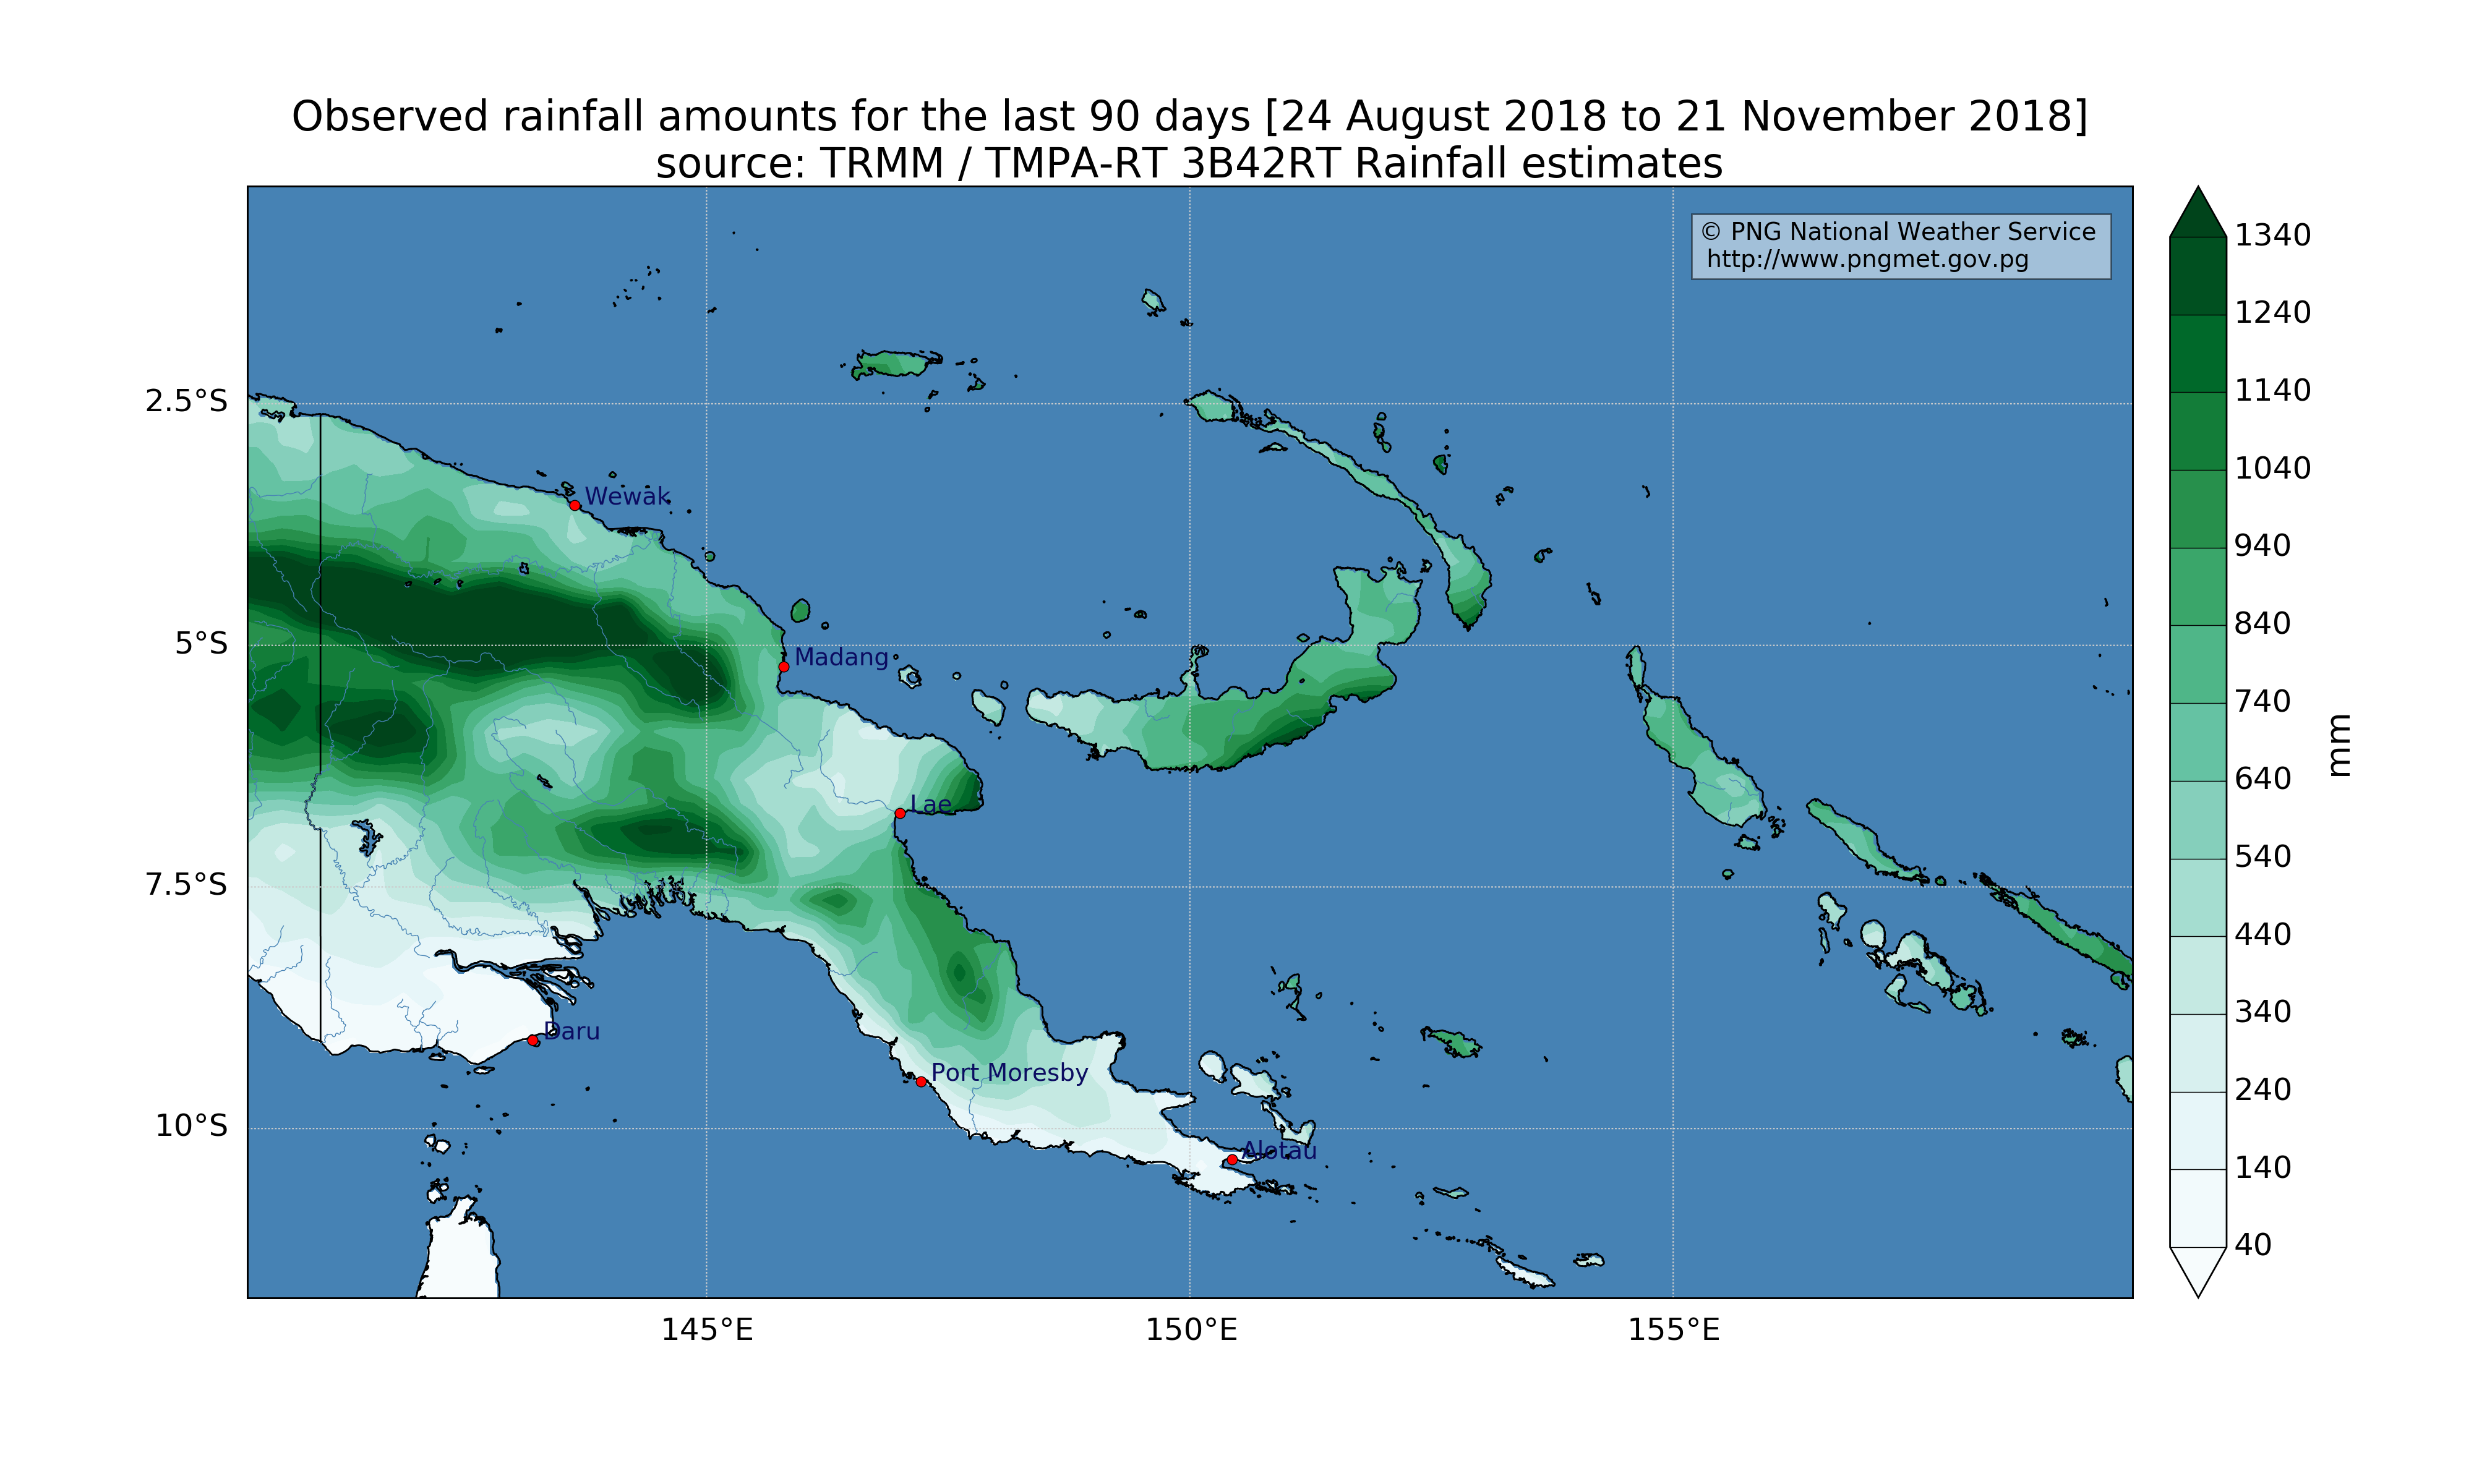 Observed rainfall amounts for the last 90 days [24 August 2018 to 21 November 2018]
source: TRMM / TMPA-RT 3B42RT Rainfall estimates
© PNG National Weather Service
http://www.pngmet.gov.pg
1340
1240
1140
1040
940
840
740
640
540
440
340
240
140
40
mm
2.5°S
5°S
7.5°S
10°S
Wewak
Madang
Lae
Daru
Port Moresby
Alotau
145°E
150°E
155°E